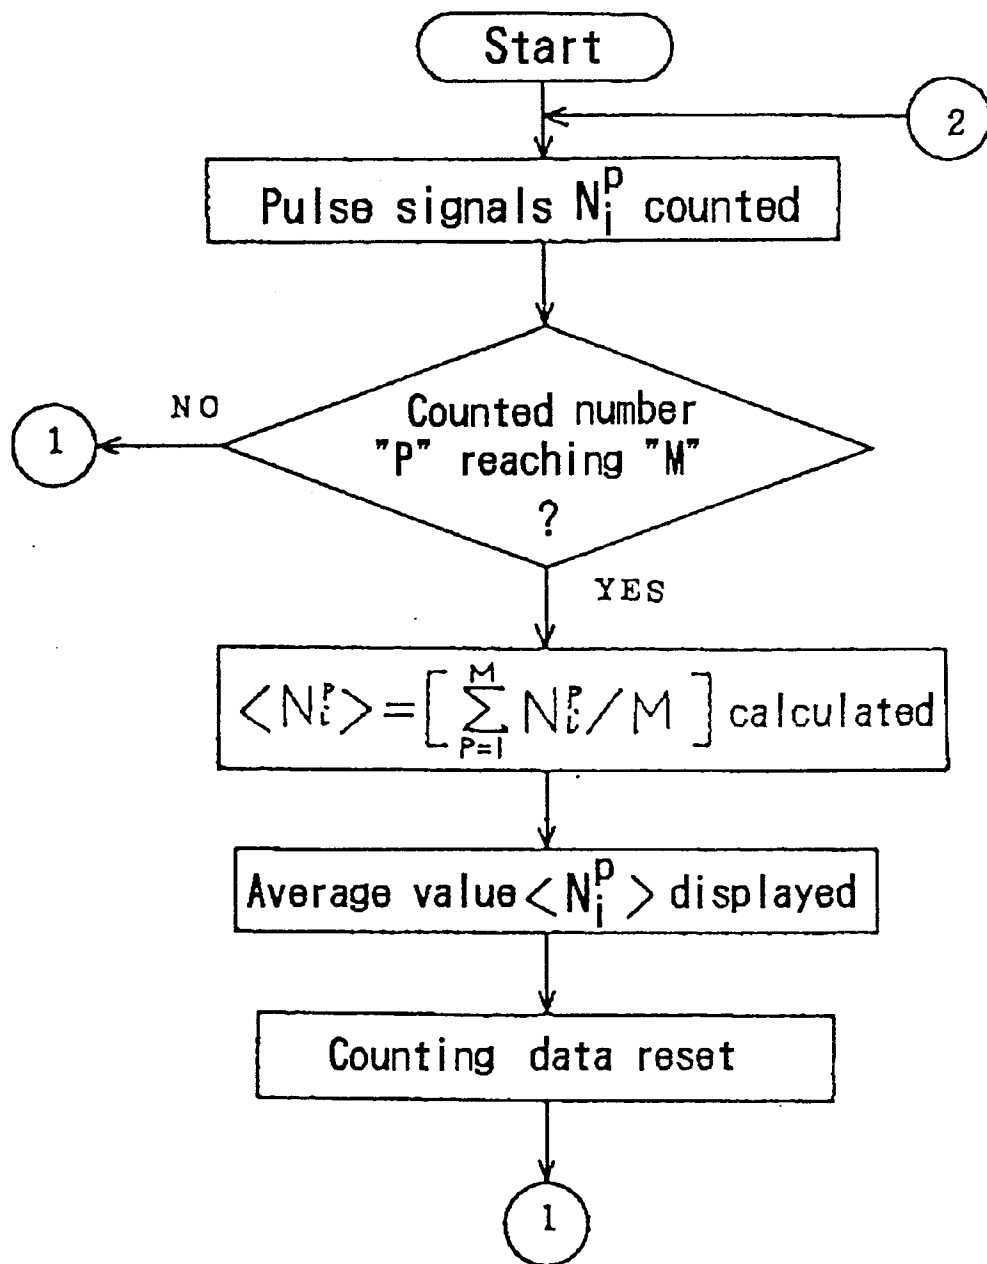 Start
2
Pulse signals N_i^P counted
NO
1
Counted number
"P" reaching "M"
?
YES
<N_i^P> = [ ∑_{P=1}^{M} N_i^P / M ] calculated
Average value <N_i^P> displayed
Counting data reset
1